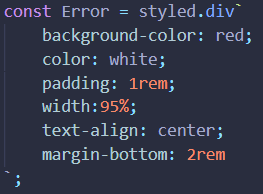 const Error = styled.div`
    background-color: red;
    color: white;
    padding: 1rem;
    width:95%;
    text-align: center;
    margin-bottom: 2rem
`;